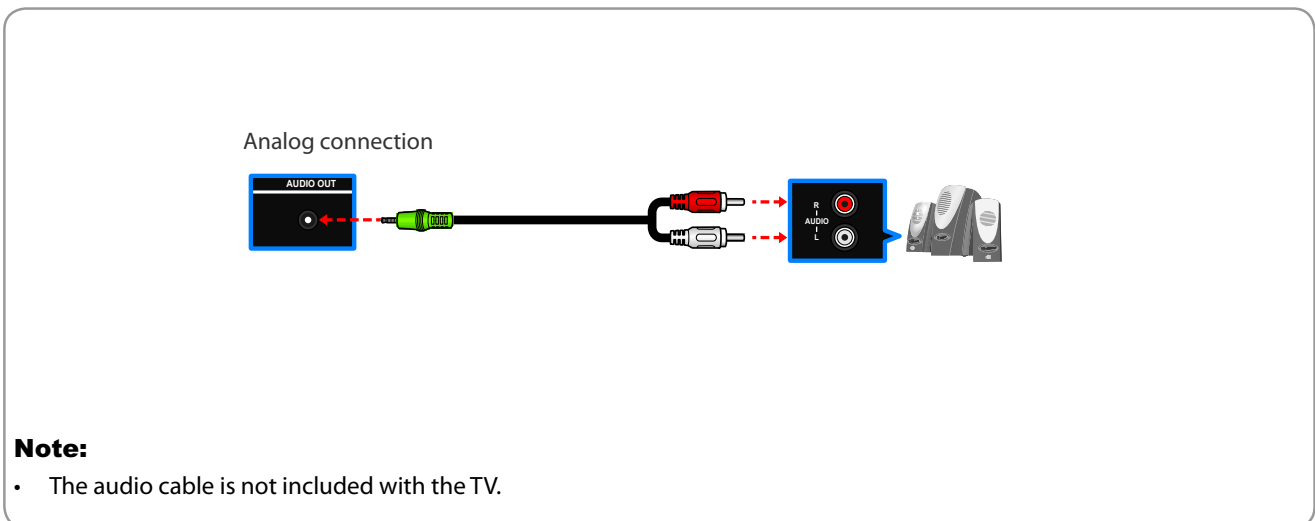 Analog connection
AUDIO OUT
R
AUDIO
L
Note:
• The audio cable is not included with the TV.